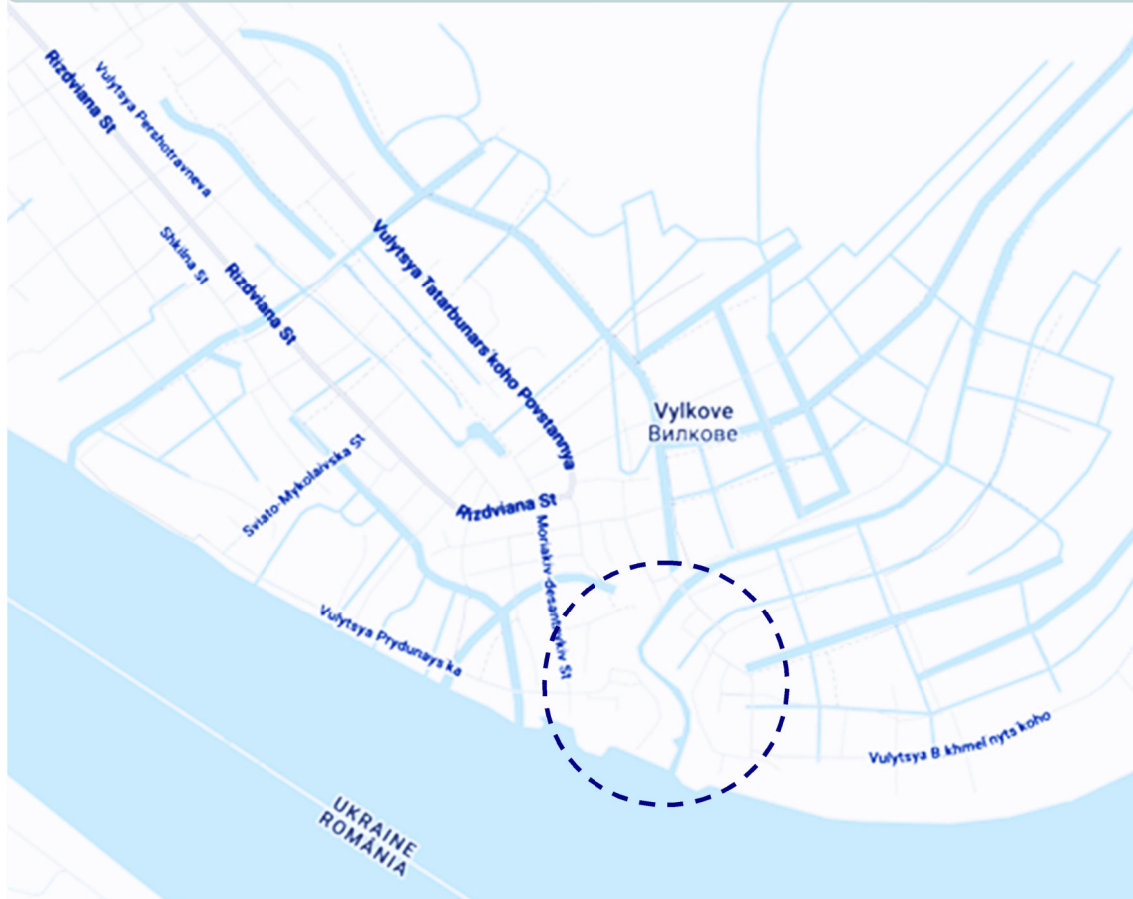 Rizdviana St
Vulytsya Pershotravneva
Shkilna St
Rizdviana St
Vulytsya Tatarbunars'koho Povstannya
Vylkove
Вилкове
Sviato-Mykolaivska St
Rizdviana St
Moriakiv-desantnykiv St
Vulytsya Prydunays'ka
Vulytsya B.khmel'nyts'koho
UKRAINE
ROMÂNIA